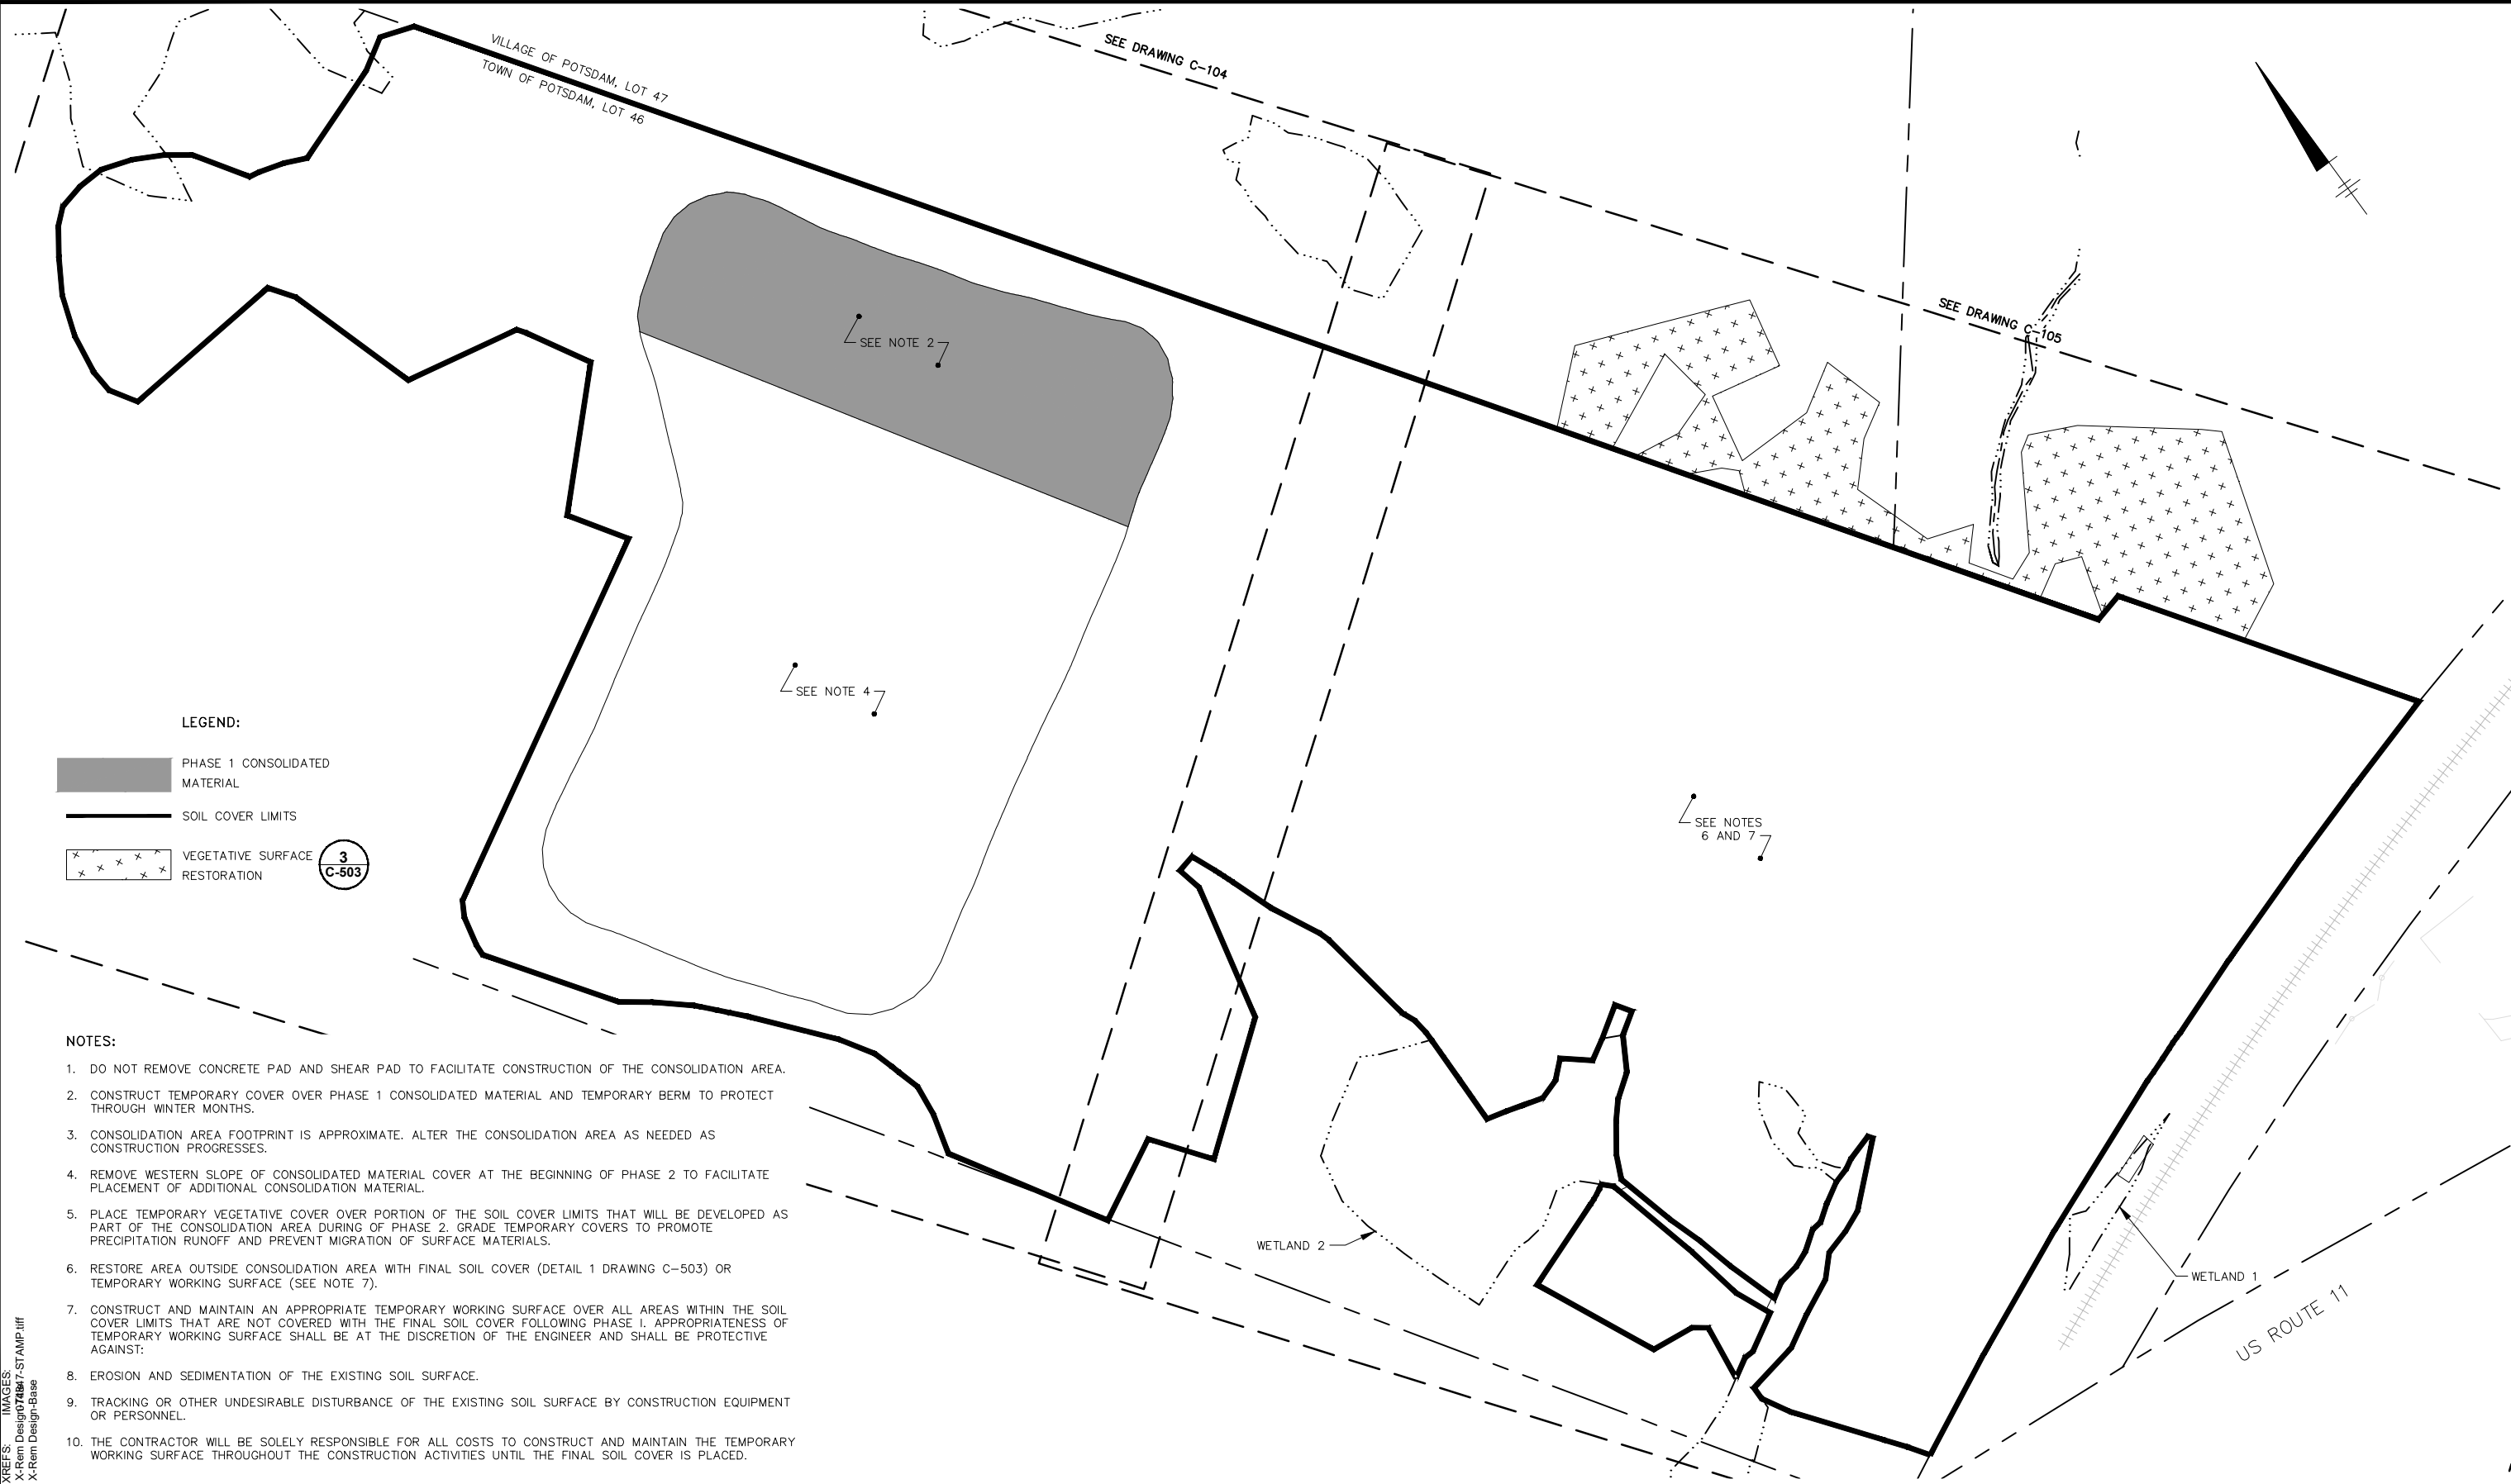 VILLAGE OF POTSDAM, LOT 47
TOWN OF POTSDAM, LOT 46
SEE DRAWING C-104
SEE DRAWING C-105
SEE NOTE 2
SEE NOTE 4
SEE NOTES
6 AND 7
LEGEND:
PHASE 1 CONSOLIDATED
MATERIAL
SOIL COVER LIMITS
VEGETATIVE SURFACE
RESTORATION
3
C-503
WETLAND 2
WETLAND 1
US ROUTE 11
NOTES:
1. DO NOT REMOVE CONCRETE PAD AND SHEAR PAD TO FACILITATE CONSTRUCTION OF THE CONSOLIDATION AREA.
2. CONSTRUCT TEMPORARY COVER OVER PHASE 1 CONSOLIDATED MATERIAL AND TEMPORARY BERM TO PROTECT
THROUGH WINTER MONTHS.
3. CONSOLIDATION AREA FOOTPRINT IS APPROXIMATE. ALTER THE CONSOLIDATION AREA AS NEEDED AS
CONSTRUCTION PROGRESSES.
4. REMOVE WESTERN SLOPE OF CONSOLIDATED MATERIAL COVER AT THE BEGINNING OF PHASE 2 TO FACILITATE
PLACEMENT OF ADDITIONAL CONSOLIDATION MATERIAL.
5. PLACE TEMPORARY VEGETATIVE COVER OVER PORTION OF THE SOIL COVER LIMITS THAT WILL BE DEVELOPED AS
PART OF THE CONSOLIDATION AREA DURING OF PHASE 2. GRADE TEMPORARY COVERS TO PROMOTE
PRECIPITATION RUNOFF AND PREVENT MIGRATION OF SURFACE MATERIALS.
6. RESTORE AREA OUTSIDE CONSOLIDATION AREA WITH FINAL SOIL COVER (DETAIL 1 DRAWING C-503) OR
TEMPORARY WORKING SURFACE (SEE NOTE 7).
7. CONSTRUCT AND MAINTAIN AN APPROPRIATE TEMPORARY WORKING SURFACE OVER ALL AREAS WITHIN THE SOIL
COVER LIMITS THAT ARE NOT COVERED WITH THE FINAL SOIL COVER FOLLOWING PHASE I. APPROPRIATENESS OF
TEMPORARY WORKING SURFACE SHALL BE AT THE DISCRETION OF THE ENGINEER AND SHALL BE PROTECTIVE
AGAINST:
8. EROSION AND SEDIMENTATION OF THE EXISTING SOIL SURFACE.
9. TRACKING OR OTHER UNDESIRABLE DISTURBANCE OF THE EXISTING SOIL SURFACE BY CONSTRUCTION EQUIPMENT
OR PERSONNEL.
10. THE CONTRACTOR WILL BE SOLELY RESPONSIBLE FOR ALL COSTS TO CONSTRUCT AND MAINTAIN THE TEMPORARY
WORKING SURFACE THROUGHOUT THE CONSTRUCTION ACTIVITIES UNTIL THE FINAL SOIL COVER IS PLACED.
XREFS: IMAGES:
X-Rem
X-Rem Design-Base